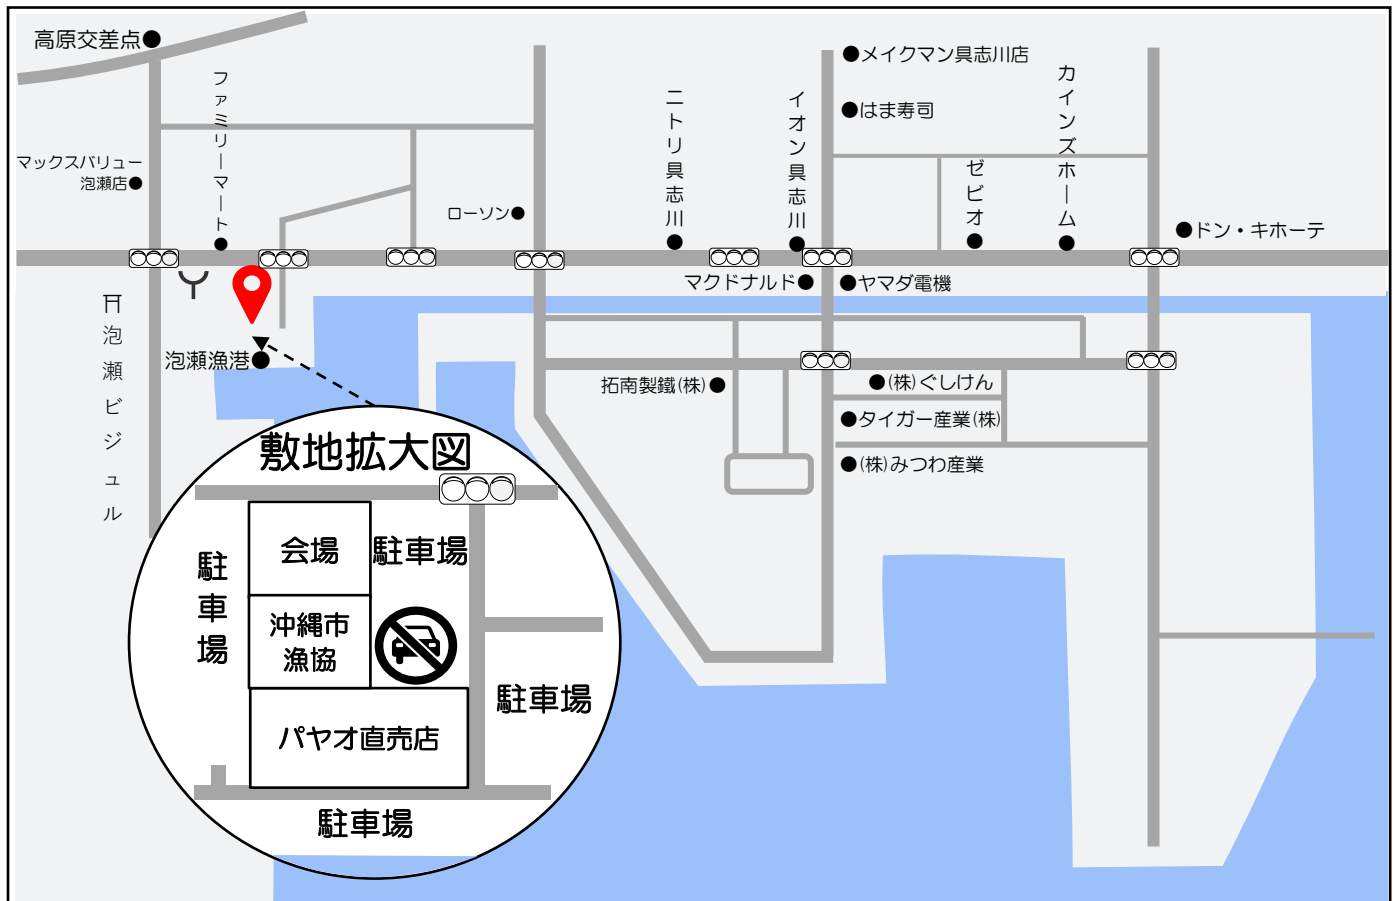 高原交差点
メイクマン具志川店
ファミリーマート
ニトリ具志川
イオン具志川
カインズホーム
はま寿司
マックスバリュー
泡瀬店
ゼビオ
ローソン
ドン・キホーテ
マクドナルド
ヤマダ電機
泡瀬ビジュル
泡瀬漁港
拓南製鐵(株)
(株)ぐしけん
タイガー産業(株)
(株)みつわ産業
敷地拡大図
会場
駐車場
駐車場
沖縄市
漁協
駐車場
パヤオ直売店
駐車場